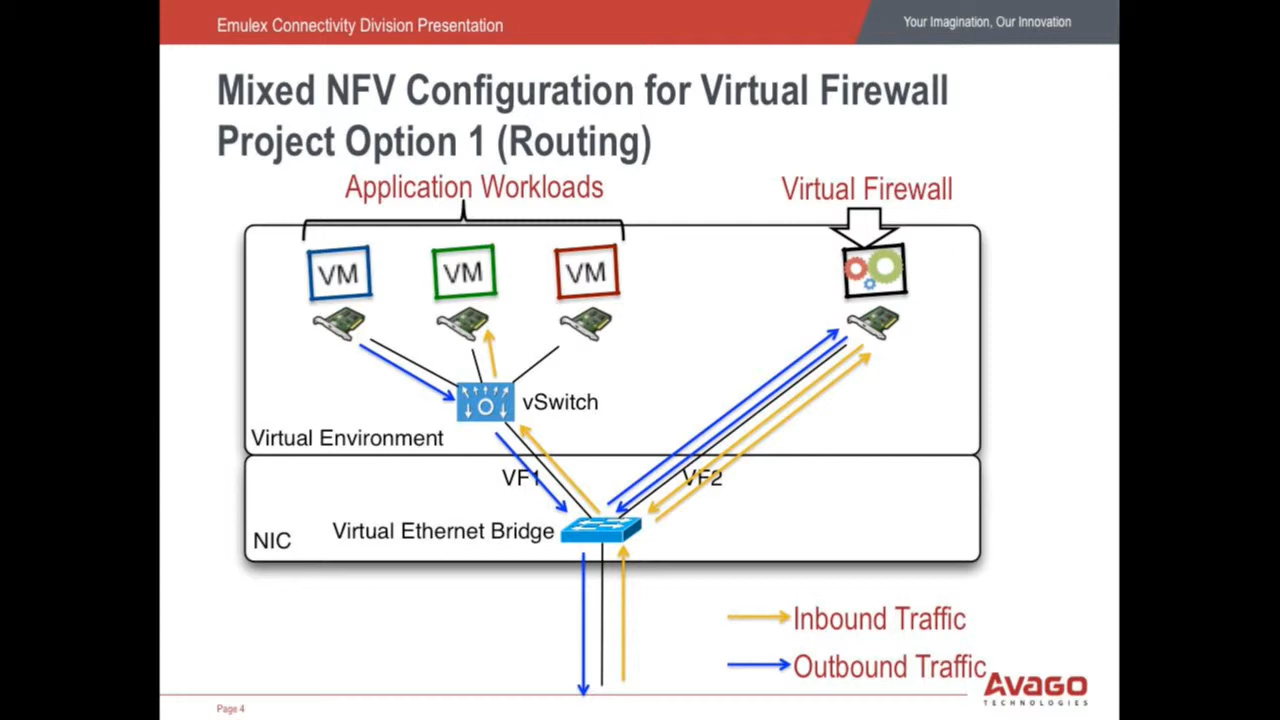 Emulex Connectivity Division Presentation
Your Imagination, Our Innovation
Mixed NFV Configuration for Virtual Firewall
Project Option 1 (Routing)
Application Workloads
Virtual Firewall
VM
VM
VM
vSwitch
Virtual Environment
VF1
VF2
Virtual Ethernet Bridge
NIC
Inbound Traffic
Outbound Traffic
AVAGO
TECHNOLOGIES
Page 4